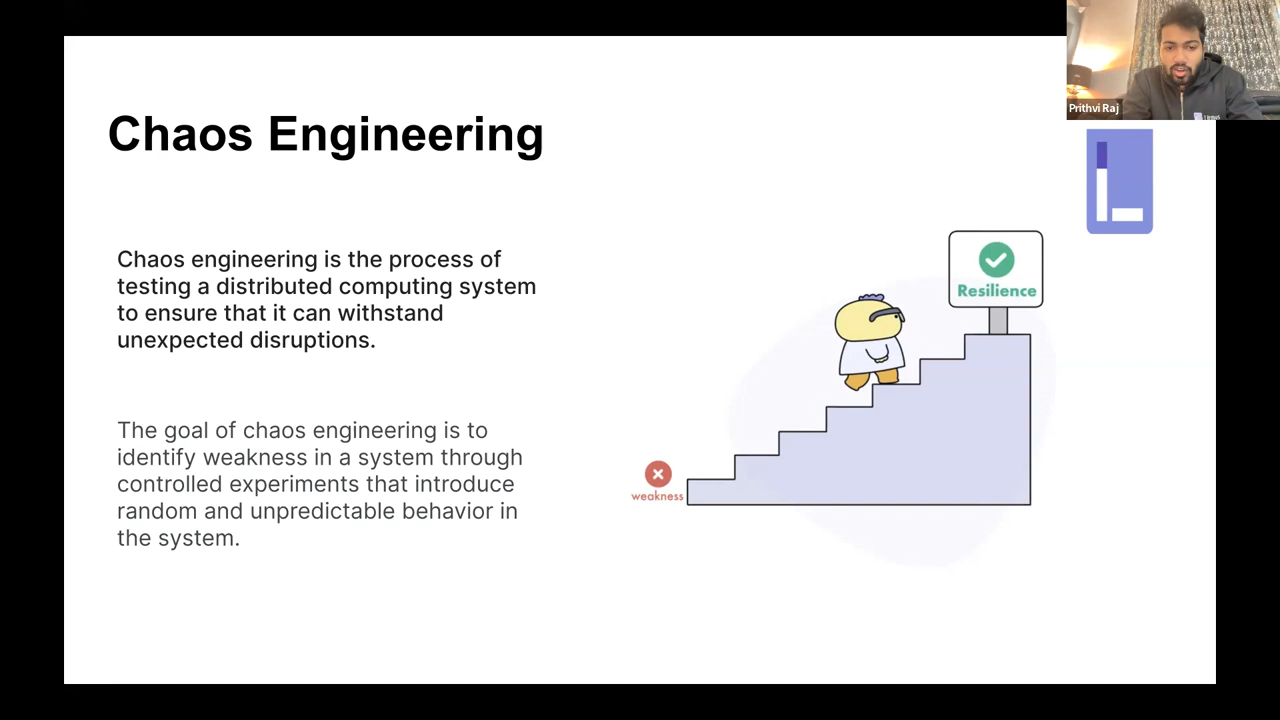 Prithvi Raj
Chaos Engineering
Chaos engineering is the process of
testing a distributed computing system
to ensure that it can withstand
unexpected disruptions.
The goal of chaos engineering is to
identify weakness in a system through
controlled experiments that introduce
random and unpredictable behavior in
the system.
Resilience
weakness